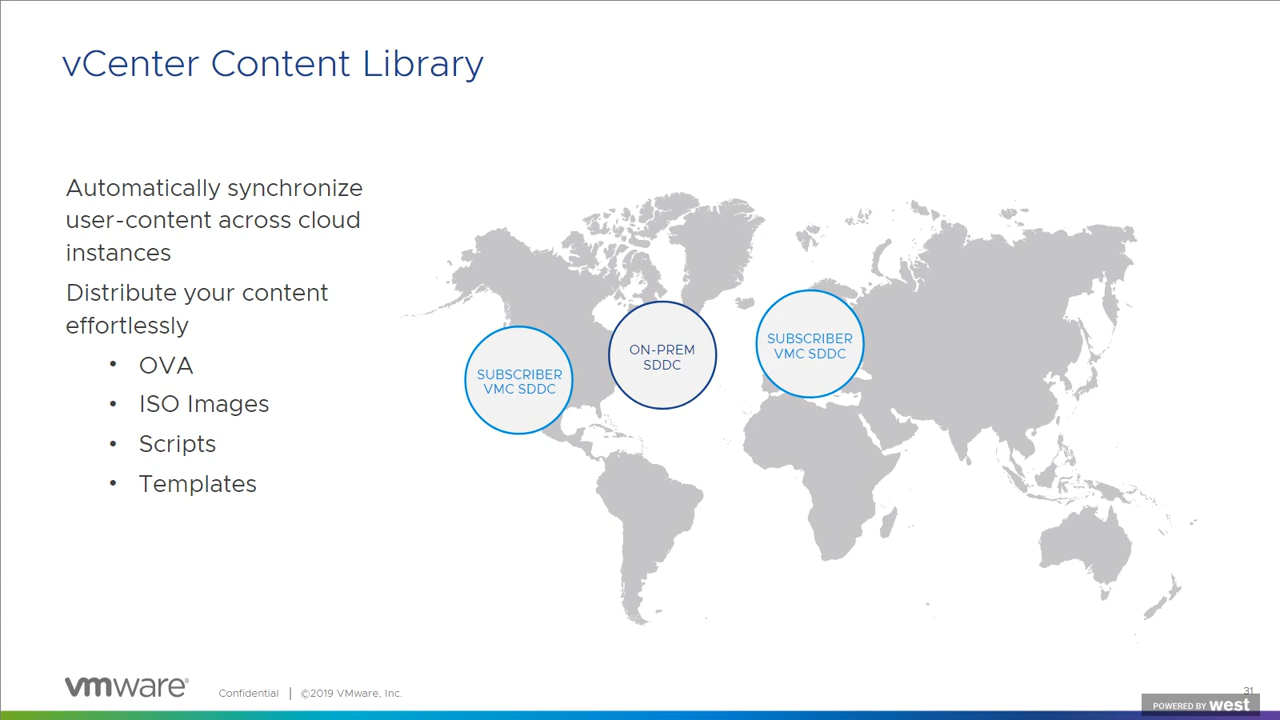 vCenter Content Library
Automatically synchronize
user-content across cloud
instances
Distribute your content
effortlessly
• OVA
• ISO Images
• Scripts
• Templates
SUBSCRIBER
VMC SDDC
ON-PREM
SDDC
SUBSCRIBER
VMC SDDC
vmware®
Confidential | ©2019 VMware, Inc.
31
POWERED BY west